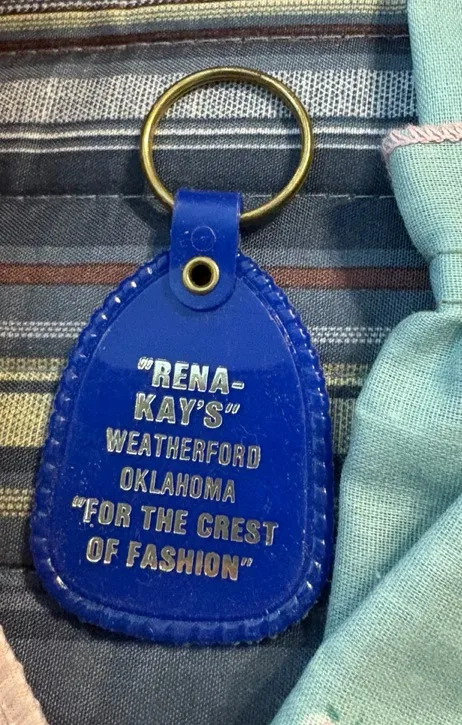 "RENA-
KAY'S"
WEATHERFORD
OKLAHOMA
"FOR THE CREST
OF FASHION"